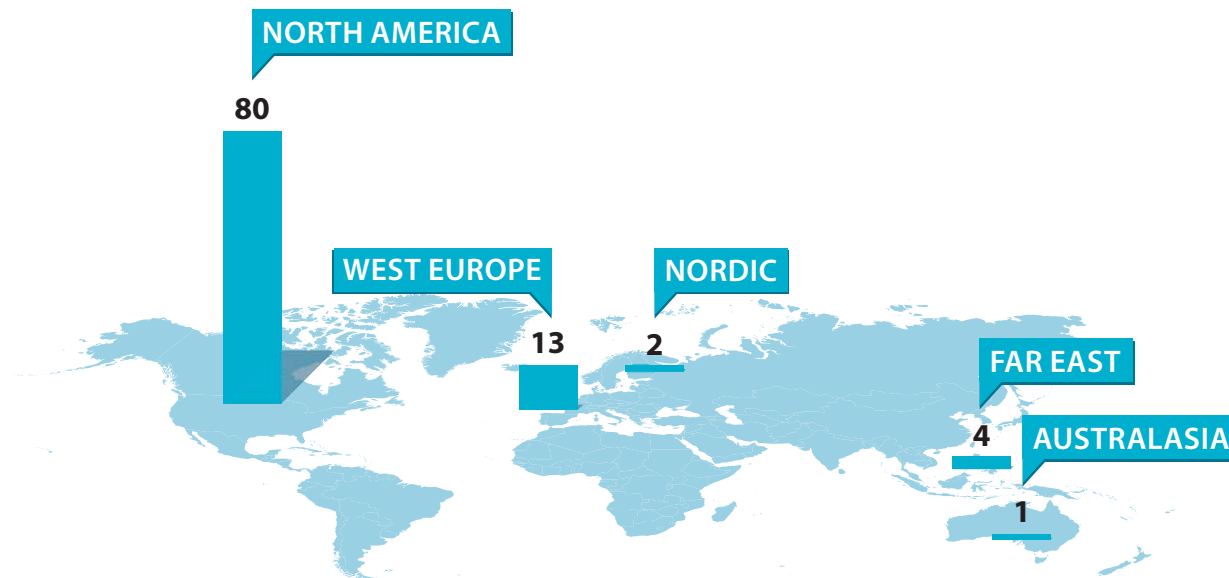 NORTH AMERICA
80
WEST EUROPE
13
NORDIC
2
FAR EAST
4
AUSTRALASIA
1